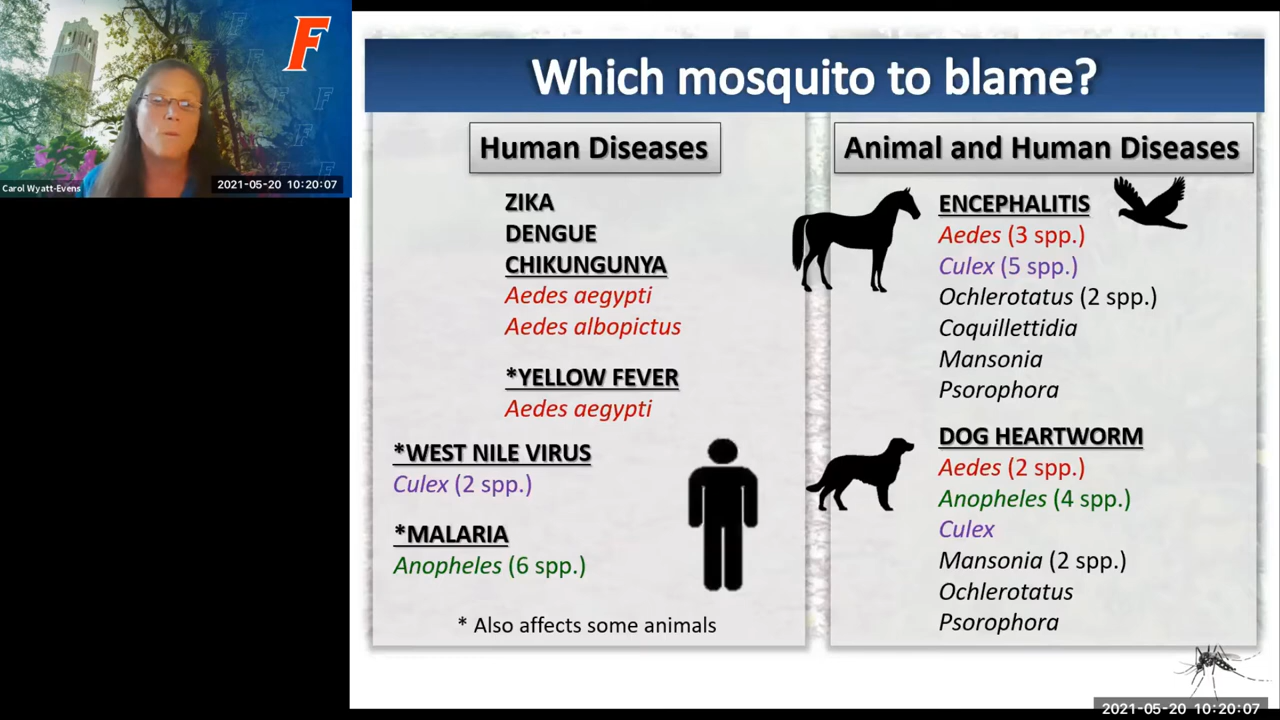 F
Carol Wyatt-Evens
2021-05-20 10:20:07
Which mosquito to blame?
Human Diseases
ZIKA
DENGUE
CHIKUNGUNYA
Aedes aegypti
Aedes albopictus
*YELLOW FEVER
Aedes aegypti
*WEST NILE VIRUS
Culex (2 spp.)
*MALARIA
Anopheles (6 spp.)
* Also affects some animals
Animal and Human Diseases
ENCEPHALITIS
Aedes (3 spp.)
Culex (5 spp.)
Ochlerotatus (2 spp.)
Coquillettidia
Mansonia
Psorophora
DOG HEARTWORM
Aedes (2 spp.)
Anopheles (4 spp.)
Culex
Mansonia (2 spp.)
Ochlerotatus
Psorophora
2021-05-20 10:20:07